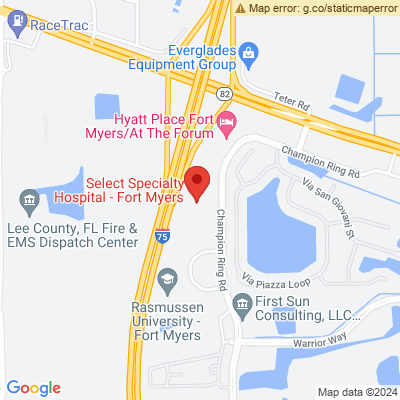 Map error: g.co/staticmaperror
RaceTrac
Everglades
Equipment Group
82
Teter Rd
Hyatt Place Fort
Myers/At The Forum
Champion Ring Rd
Select Specialty
Hospital - Fort Myers
Via San Giovani St
Lee County, FL Fire &
EMS Dispatch Center
75
Champion Ring Rd
Via Piazza Loop
Rasmussen
University -
Fort Myers
First Sun
Consulting, LLC...
Warrior Way
Google
Map data ©2024